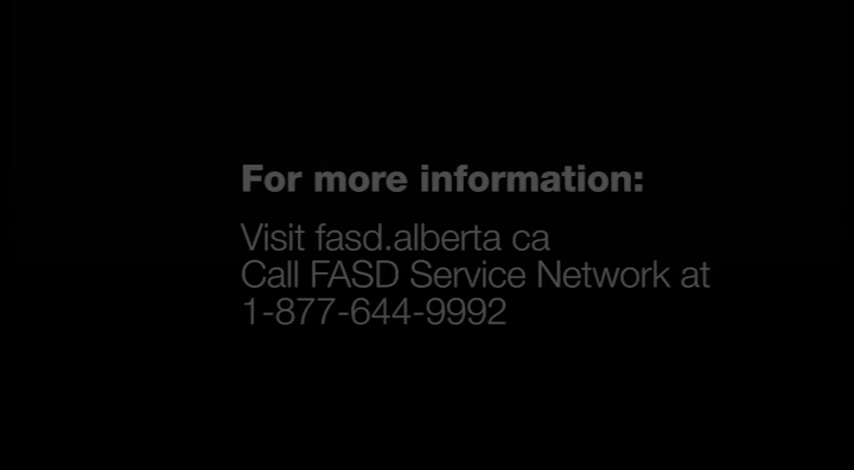 For more information:
Visit fasd.alberta ca
Call FASD Service Network at
1-877-644-9992